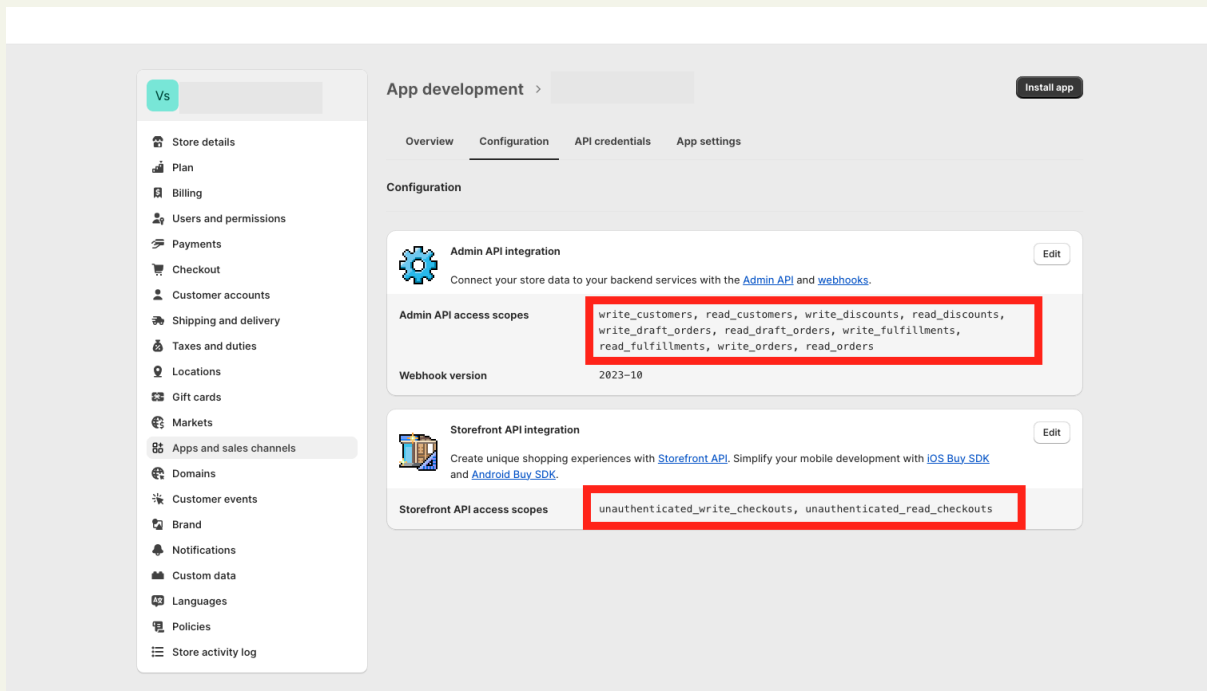 Vs
App development >
Install app
Store details
Plan
Billing
Users and permissions
Payments
Checkout
Customer accounts
Shipping and delivery
Taxes and duties
Locations
Gift cards
Markets
Apps and sales channels
Domains
Customer events
Brand
Notifications
Custom data
Languages
Policies
Store activity log
Overview Configuration API credentials App settings
Configuration
Admin API integration
Edit
Connect your store data to your backend services with the Admin API and webhooks.
Admin API access scopes
write_customers, read_customers, write_discounts, read_discounts,
write_draft_orders, read_draft_orders, write_fulfillments,
read_fulfillments, write_orders, read_orders
Webhook version 2023-10
Storefront API integration
Edit
Create unique shopping experiences with Storefront API. Simplify your mobile development with iOS Buy SDK
and Android Buy SDK.
Storefront API access scopes unauthenticated_write_checkouts, unauthenticated_read_checkouts